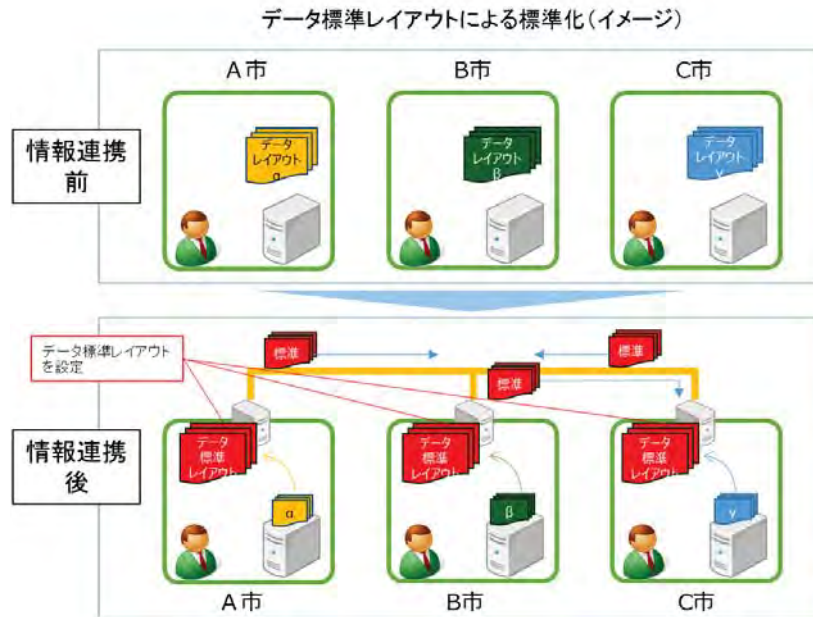 データ標準レイアウトによる標準化(イメージ)
A市
B市
C市
情報連携
前
データ
レイアウト
α
データ
レイアウト
β
データ
レイアウト
γ
データ標準レイアウト
を設定
標準
標準
標準
情報連携
後
データ
標準
レイアウト
データ
標準
レイアウト
データ
標準
レイアウト
α
β
γ
A市
B市
C市